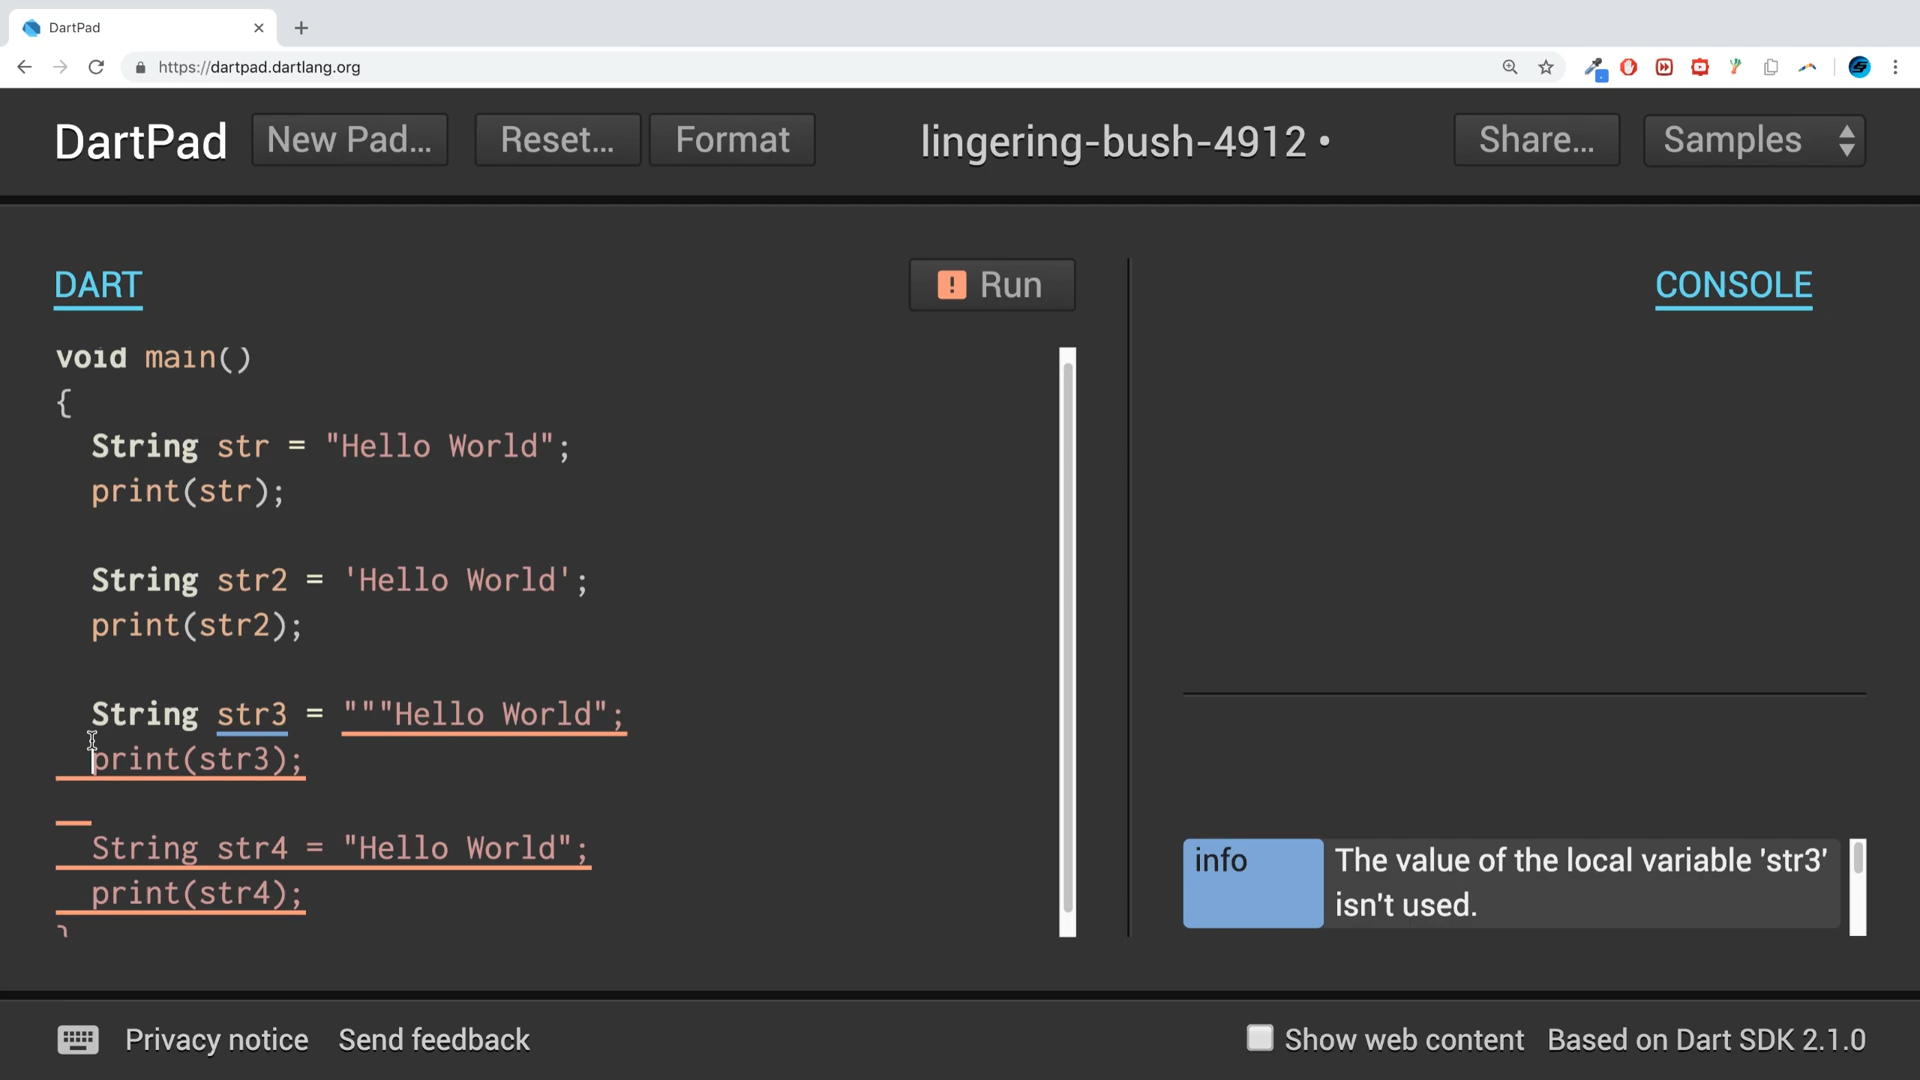 DartPad
https://dartpad.dartlang.org
DartPad
New Pad...
Reset...
Format
lingering-bush-4912 •
Share...
Samples
DART
! Run
CONSOLE
void main()
{
String str = "Hello World";
print(str);
String str2 = 'Hello World';
print(str2);
String str3 = """Hello World";
print(str3);
String str4 = "Hello World";
print(str4);
}
info
The value of the local variable 'str3'
isn't used.
Privacy notice
Send feedback
Show web content
Based on Dart SDK 2.1.0